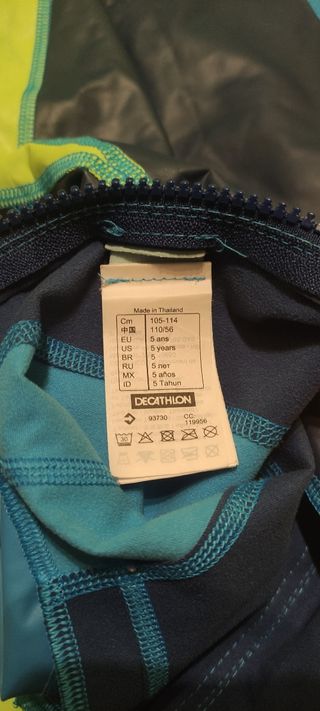 Made in Thailand
Cm 105-114
中国 110/56
EU 5 ans
US 5 years
BR 5
RU 5 лет
MX 5 años
ID 5 Tahun
DECATHLON
93730 CC: 119956
30